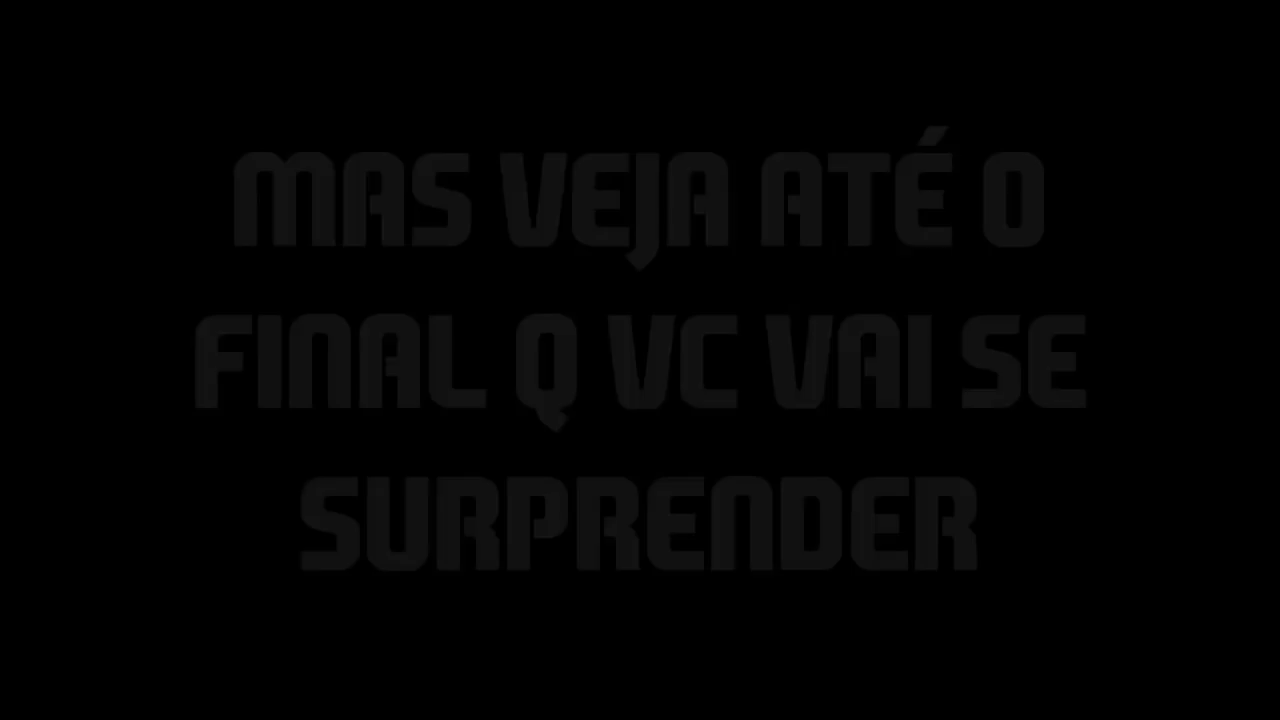 MAS VEJA ATÉ O
FINAL Q VC VAI SE
SURPRENDER